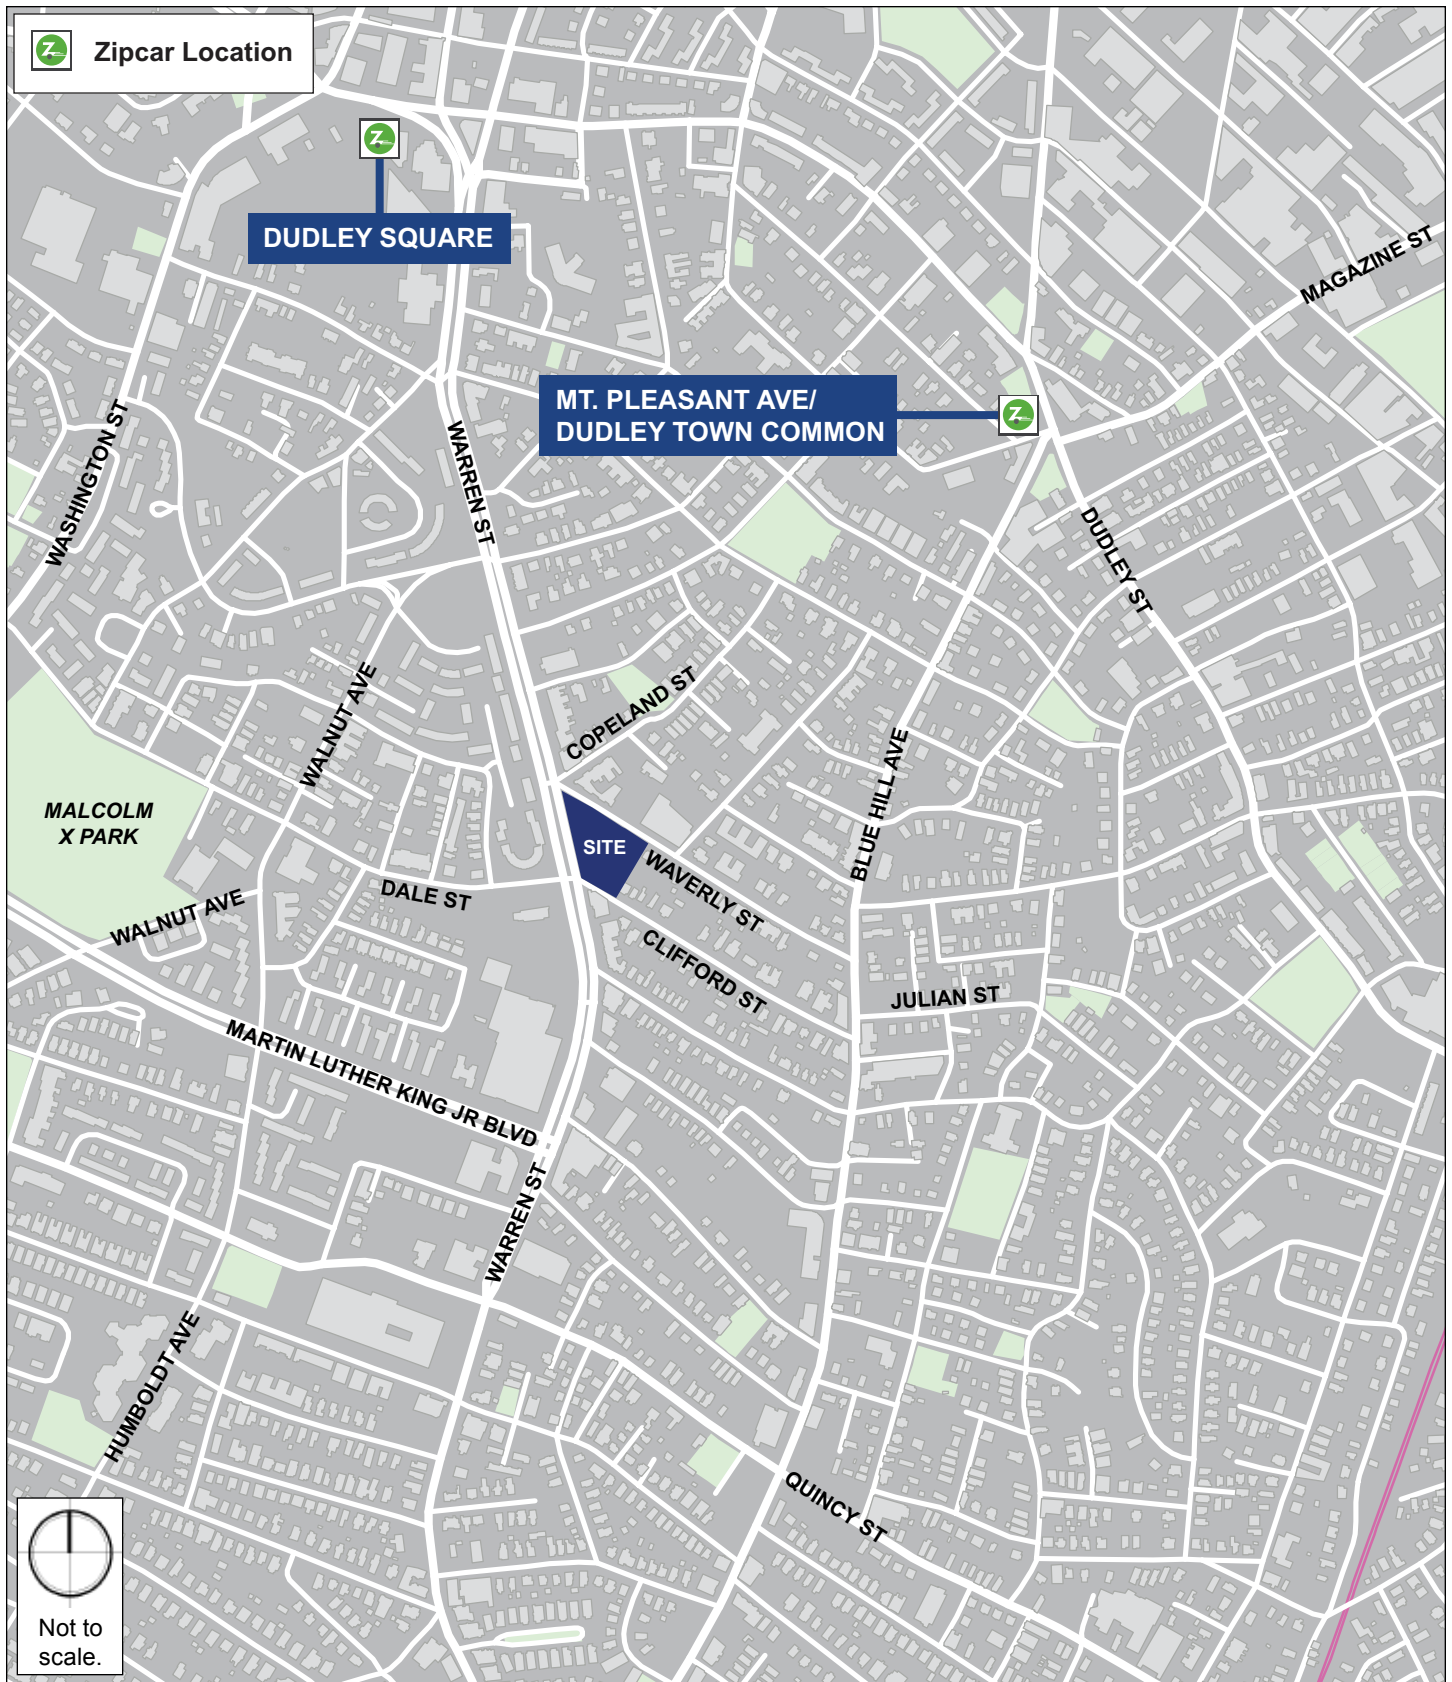 Zipcar Location
DUDLEY SQUARE
MAGAZINE ST
MT. PLEASANT AVE/
DUDLEY TOWN COMMON
WASHINGTON ST
WARREN ST
DUDLEY ST
WALNUT AVE
COPELAND ST
BLUE HILL AVE
MALCOLM
X PARK
SITE
WAVERLY ST
DALE ST
WALNUT AVE
CLIFFORD ST
JULIAN ST
MARTIN LUTHER KING JR BLVD
WARREN ST
HUMBOLDT AVE
QUINCY ST
Not to
scale.